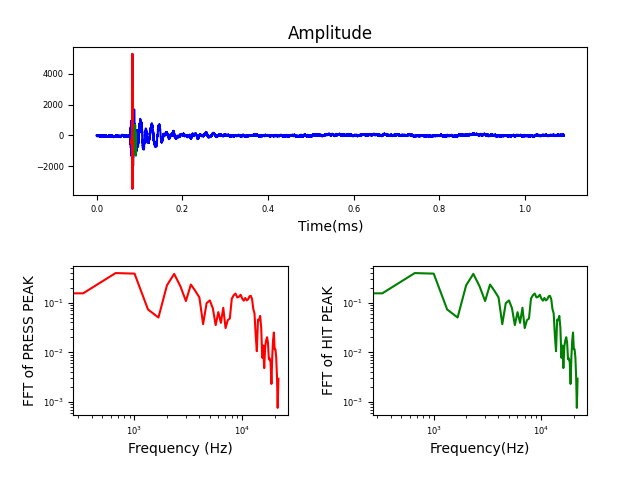 Amplitude
4000
2000
0
−2000
0.0 0.2 0.4 0.6 0.8 1.0
Time(ms)
FFT of PRESS PEAK
10⁻¹
10⁻²
10⁻³
10³ 10⁴
Frequency (Hz)
FFT of HIT PEAK
10⁻¹
10⁻²
10⁻³
10³ 10⁴
Frequency(Hz)